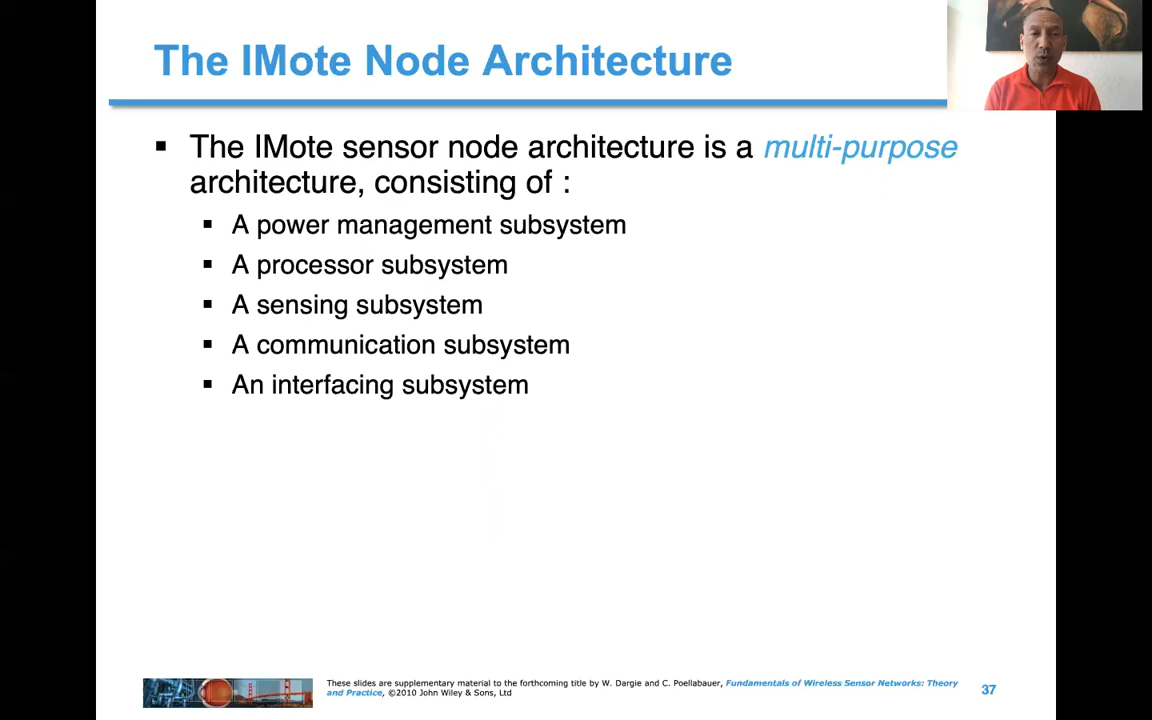 The IMote Node Architecture
▪ The IMote sensor node architecture is a multi-purpose
architecture, consisting of :
▪ A power management subsystem
▪ A processor subsystem
▪ A sensing subsystem
▪ A communication subsystem
▪ An interfacing subsystem
These slides are supplementary material to the forthcoming title by W. Dargie and C. Poellabauer, Fundamentals of Wireless Sensor Networks: Theory
and Practice, ©2010 John Wiley & Sons, Ltd
37